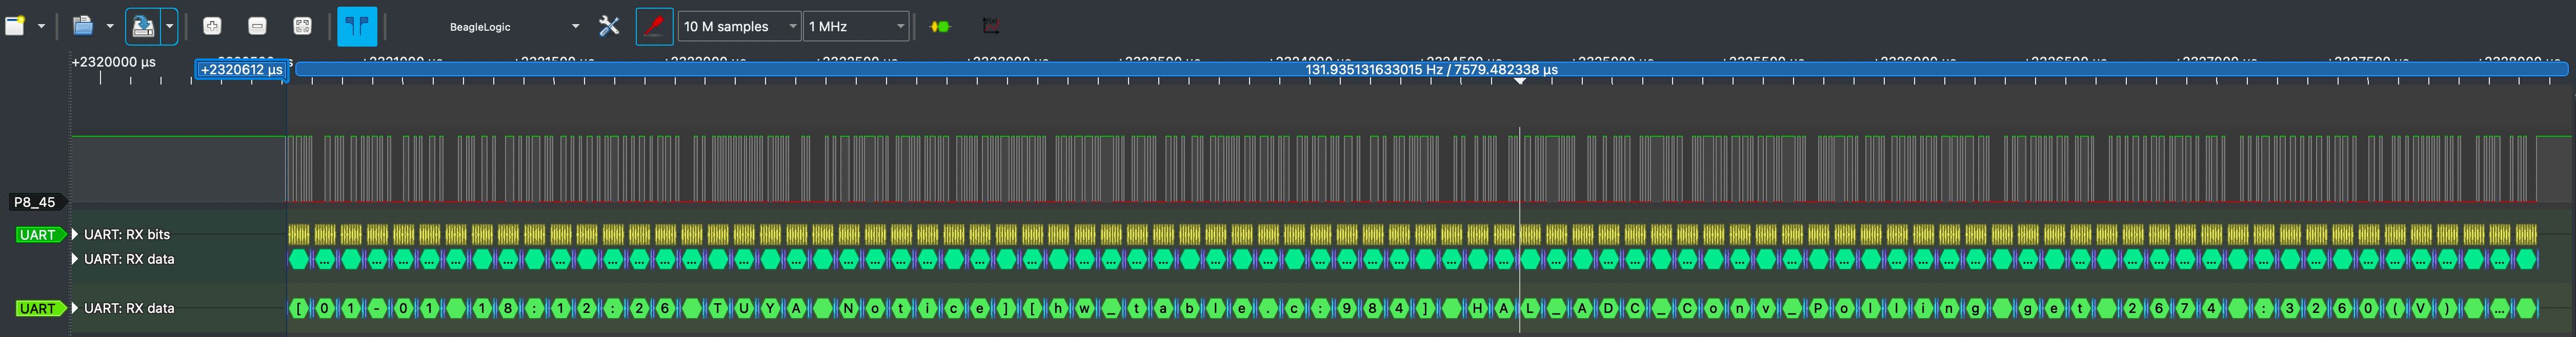 BeagleLogic 10 M samples 1 MHz
+2320000 µs
+2320612 µs 131.935131633015 Hz / 7579.482338 µs
P8_45
UART UART: RX bits
UART: RX data
UART UART: RX data [ 0 1 - 0 1 1 8 : 1 2 : 2 6 T U Y A N o t i c e ] [ h w _ t a b l e . c : 9 8 4 ] H A L _ A D C _ C o n v _ P o l l i n g g e t 2 6 7 4 : 3 2 6 0 ( V ) ...